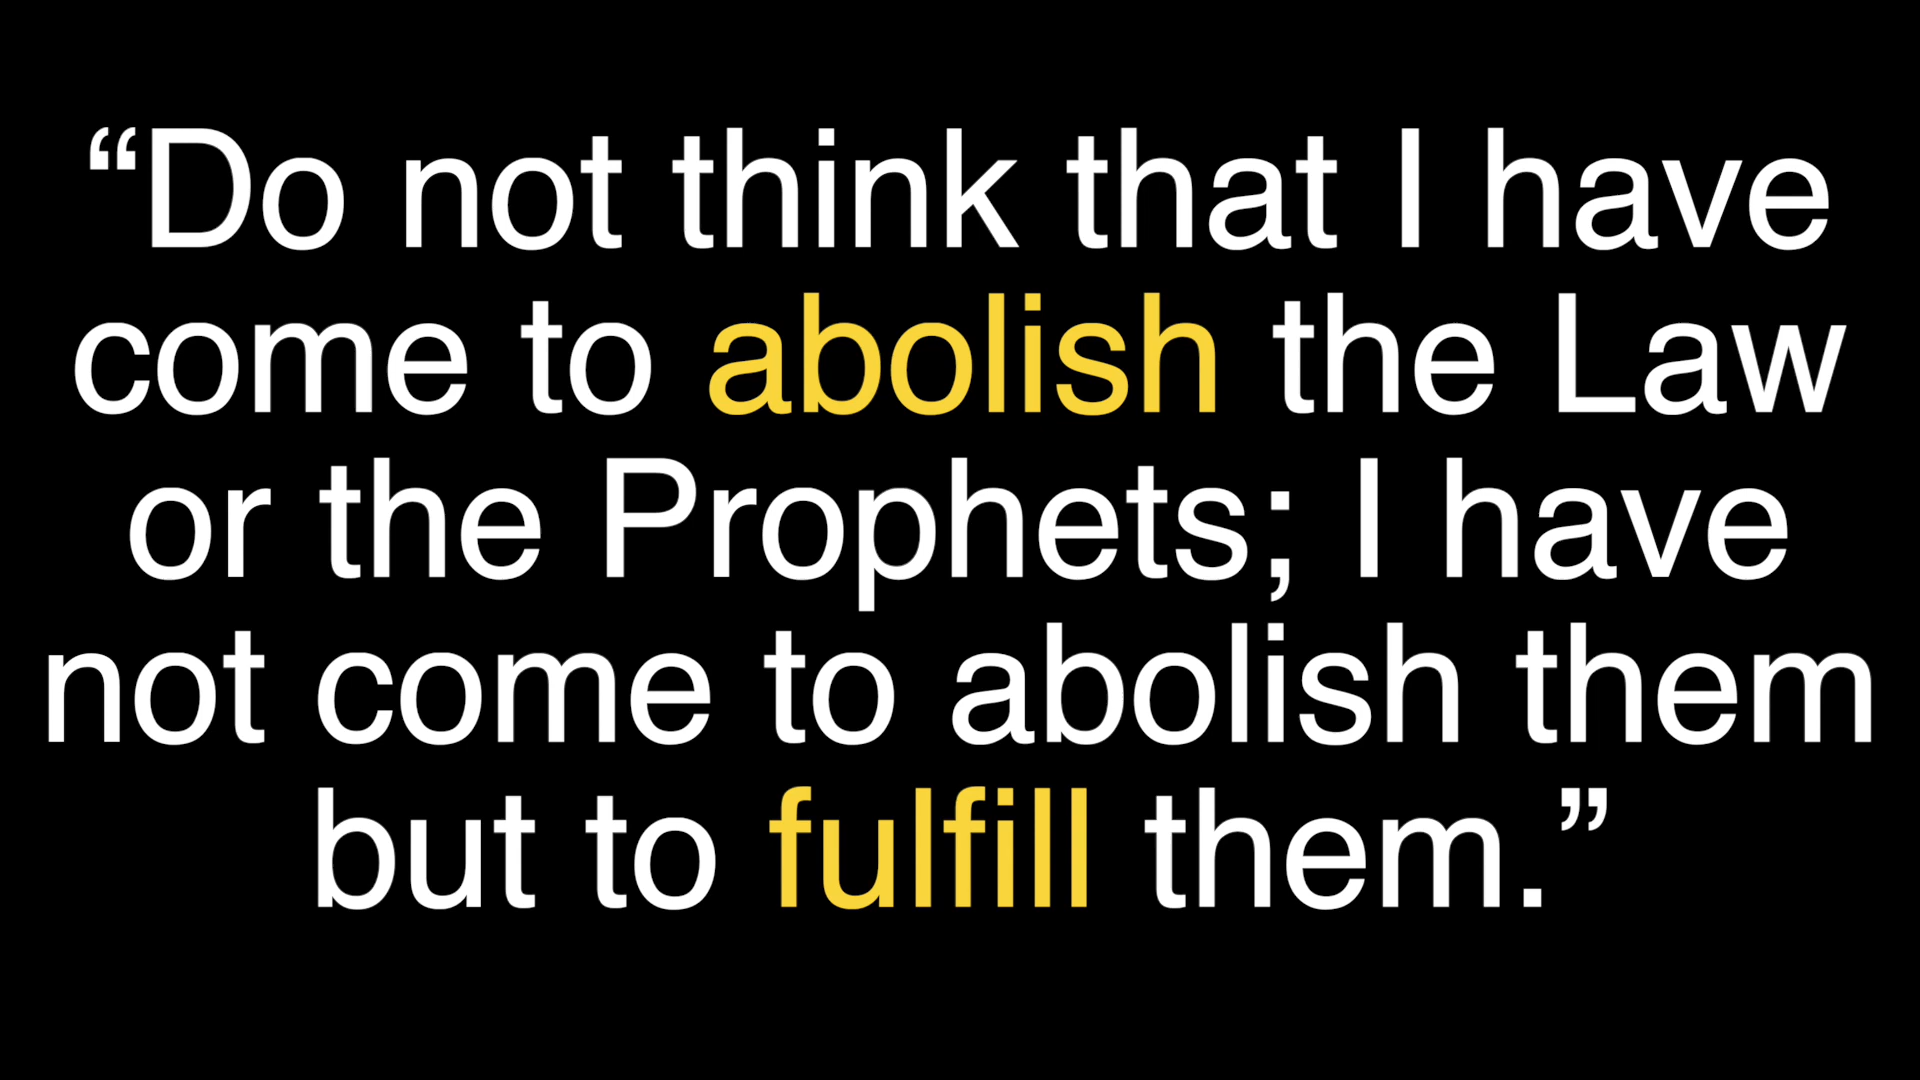 “Do not think that I have
come to abolish the Law
or the Prophets; I have
not come to abolish them
but to fulfill them.”